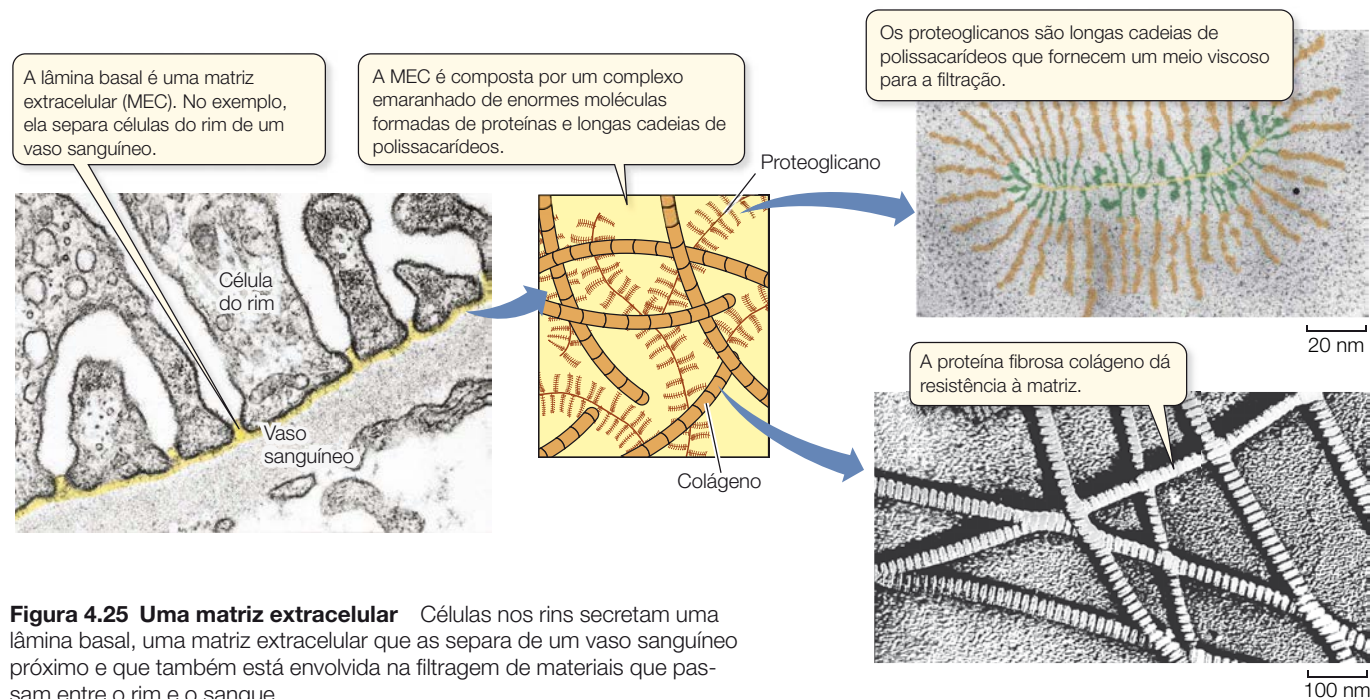 A lâmina basal é uma matriz
extracelular (MEC). No exemplo,
ela separa células do rim de um
vaso sanguíneo.
A MEC é composta por um complexo
emaranhado de enormes moléculas
formadas de proteínas e longas cadeias de
polissacarídeos.
Os proteoglicanos são longas cadeias de
polissacarídeos que fornecem um meio viscoso
para a filtração.
Proteoglicano
Célula
do rim
Vaso
sanguíneo
Colágeno
20 nm
A proteína fibrosa colágeno dá
resistência à matriz.
100 nm
Figura 4.25 Uma matriz extracelular Células nos rins secretam uma
lâmina basal, uma matriz extracelular que as separa de um vaso sanguíneo
próximo e que também está envolvida na filtragem de materiais que pas-
sam entre o rim e o sangue